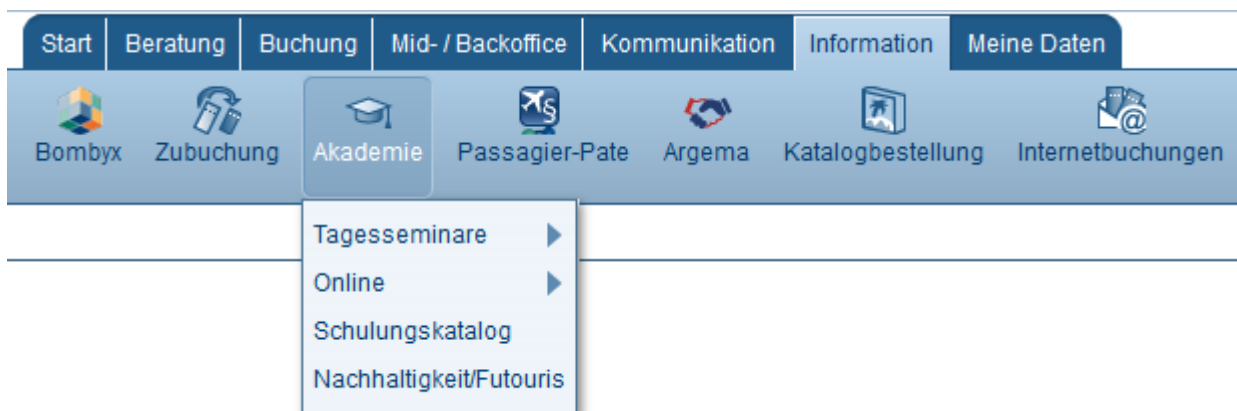 Start Beratung Buchung Mid- / Backoffice Kommunikation Information Meine Daten
Bombyx Zubuchung Akademie Passagier-Pate Argema Katalogbestellung Internetbuchungen
Tagesseminare
Online
Schulungskatalog
Nachhaltigkeit/Futouris